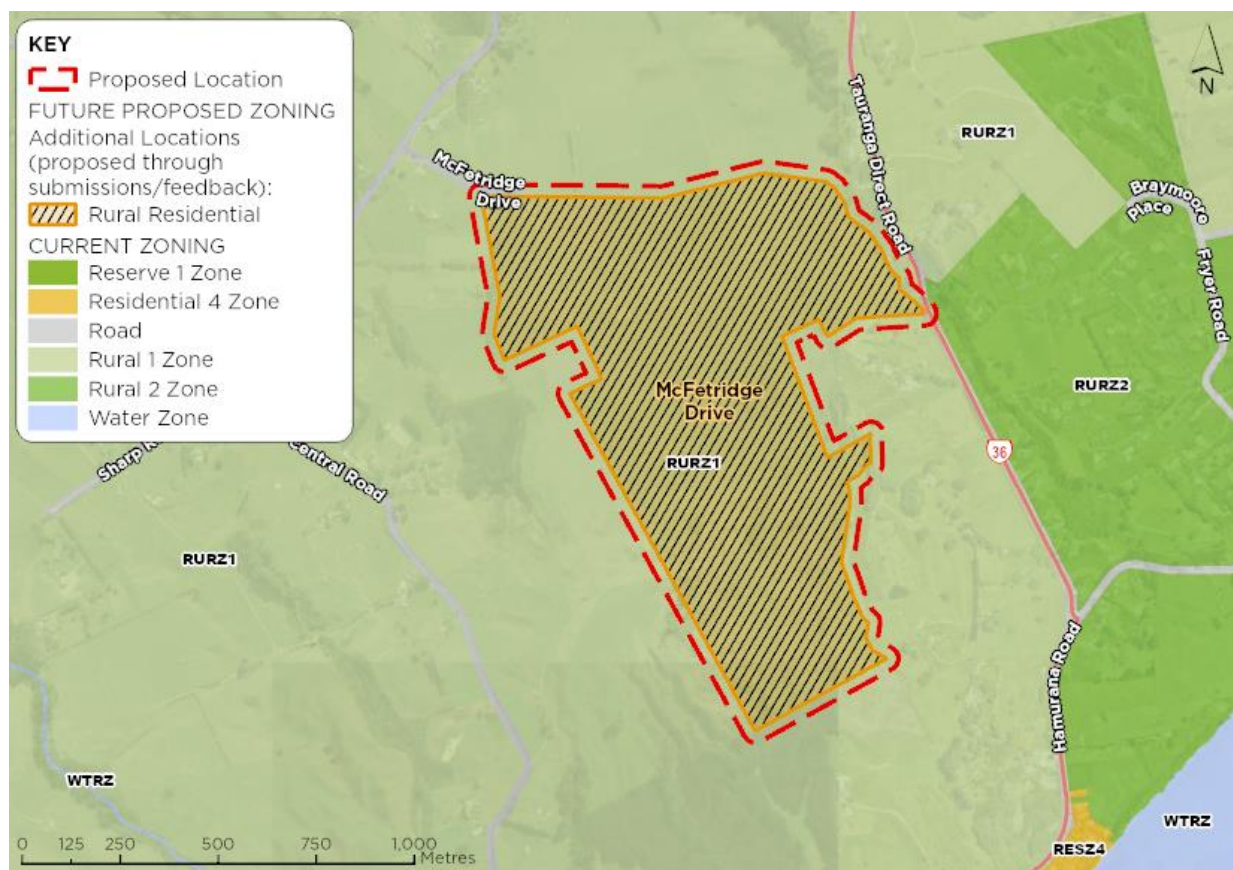 KEY
Proposed Location
FUTURE PROPOSED ZONING
Additional Locations
(proposed through
submissions/feedback):
Rural Residential
CURRENT ZONING
Reserve 1 Zone
Residential 4 Zone
Road
Rural 1 Zone
Rural 2 Zone
Water Zone
N
McFetridge
Drive
Tauranga Direct Road
RURZ1
Braymoore
Place
Fryer Road
RURZ2
McFetridge
Drive
RURZ1
36
Sharp
Central Road
RURZ1
Hamurana Road
WTRZ
WTRZ
RESZ4
0 125 250 500 750 1,000
Metres